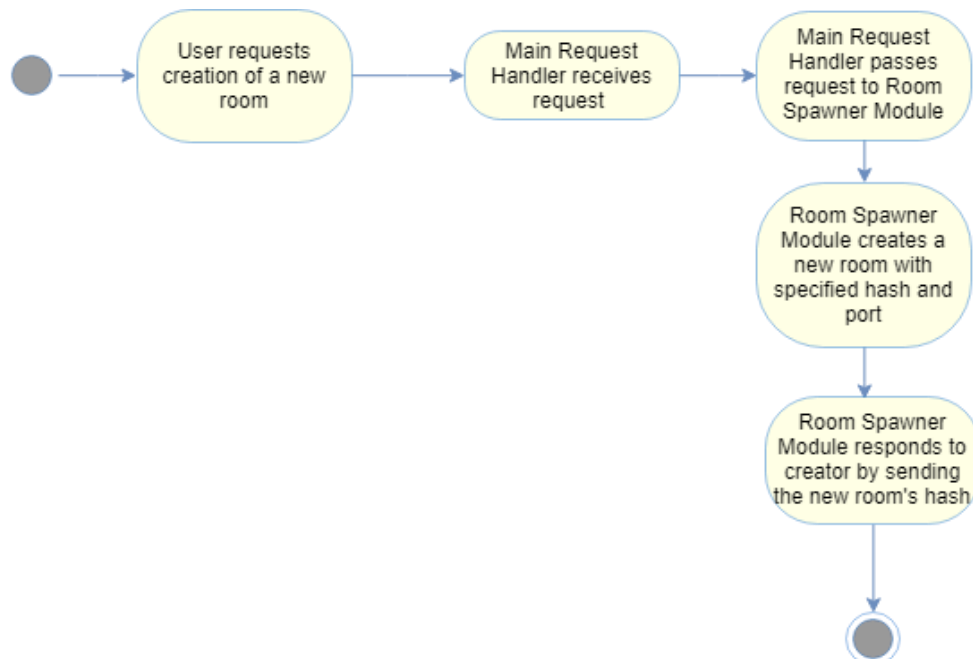 User requests
creation of a new
room
Main Request
Handler receives
request
Main Request
Handler passes
request to Room
Spawner Module
Room Spawner
Module creates a
new room with
specified hash and
port
Room Spawner
Module responds to
creator by sending
the new room's hash